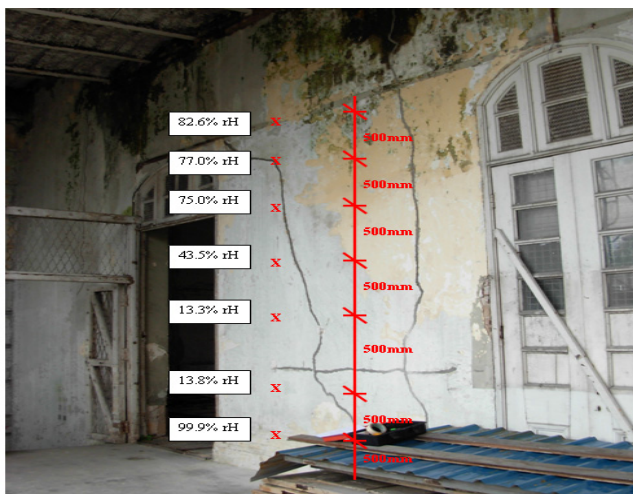 82.6% rH X
500mm
77.0% rH X
500mm
75.0% rH X
500mm
43.5% rH X
500mm
13.3% rH X
500mm
13.8% rH X
500mm
99.9% rH X
500mm